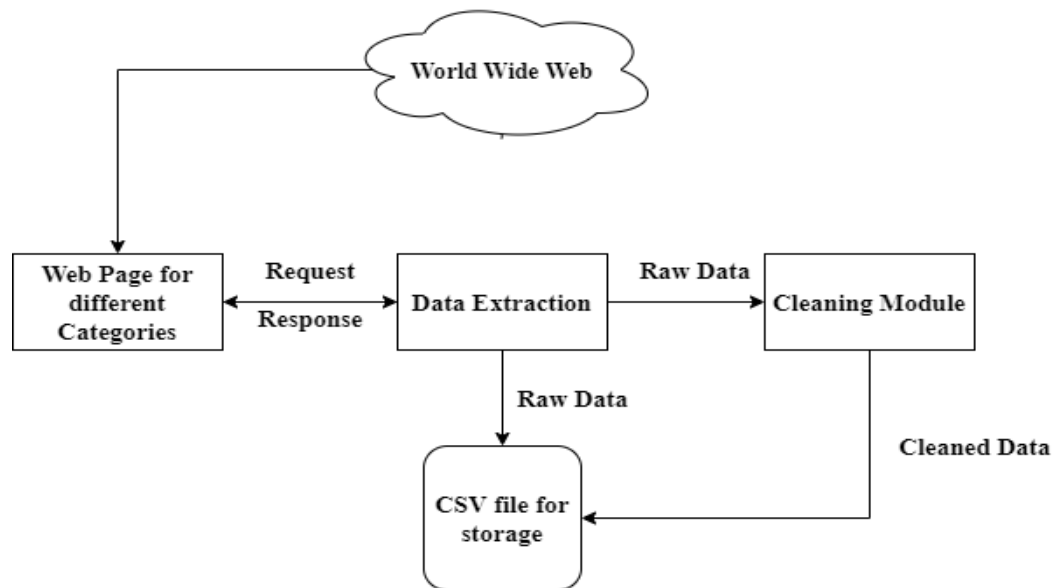 World Wide Web
Web Page for
different
Categories
Request
Response
Data Extraction
Raw Data
Cleaning Module
Raw Data
Cleaned Data
CSV file for
storage